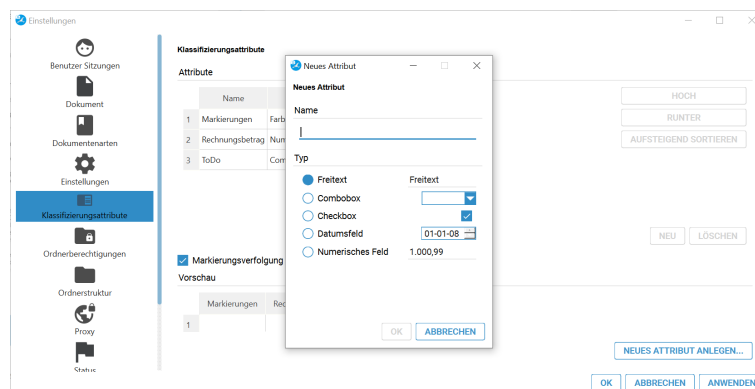 Einstellungen
Benutzer Sitzungen
Dokument
Dokumentenarten
Einstellungen
Klassifizierungsattribute
Ordnerberechtigungen
Ordnerstruktur
Proxy
Status
Klassifizierungsattribute
Attribute
Name
1 Markierungen Farb
2 Rechnungsbetrag Num
3 ToDo Com
HOCH
RUNTER
AUFSTEIGEND SORTIEREN
NEU LÖSCHEN
Markierungsverfolgung
Vorschau
Markierungen Rec
1
Neues Attribut
Neues Attribut
Name
Typ
Freitext Freitext
Combobox
Checkbox
Datumsfeld 01-01-08
Numerisches Feld 1.000,99
OK ABBRECHEN
NEUES ATTRIBUT ANLEGEN...
OK ABBRECHEN ANWENDEN